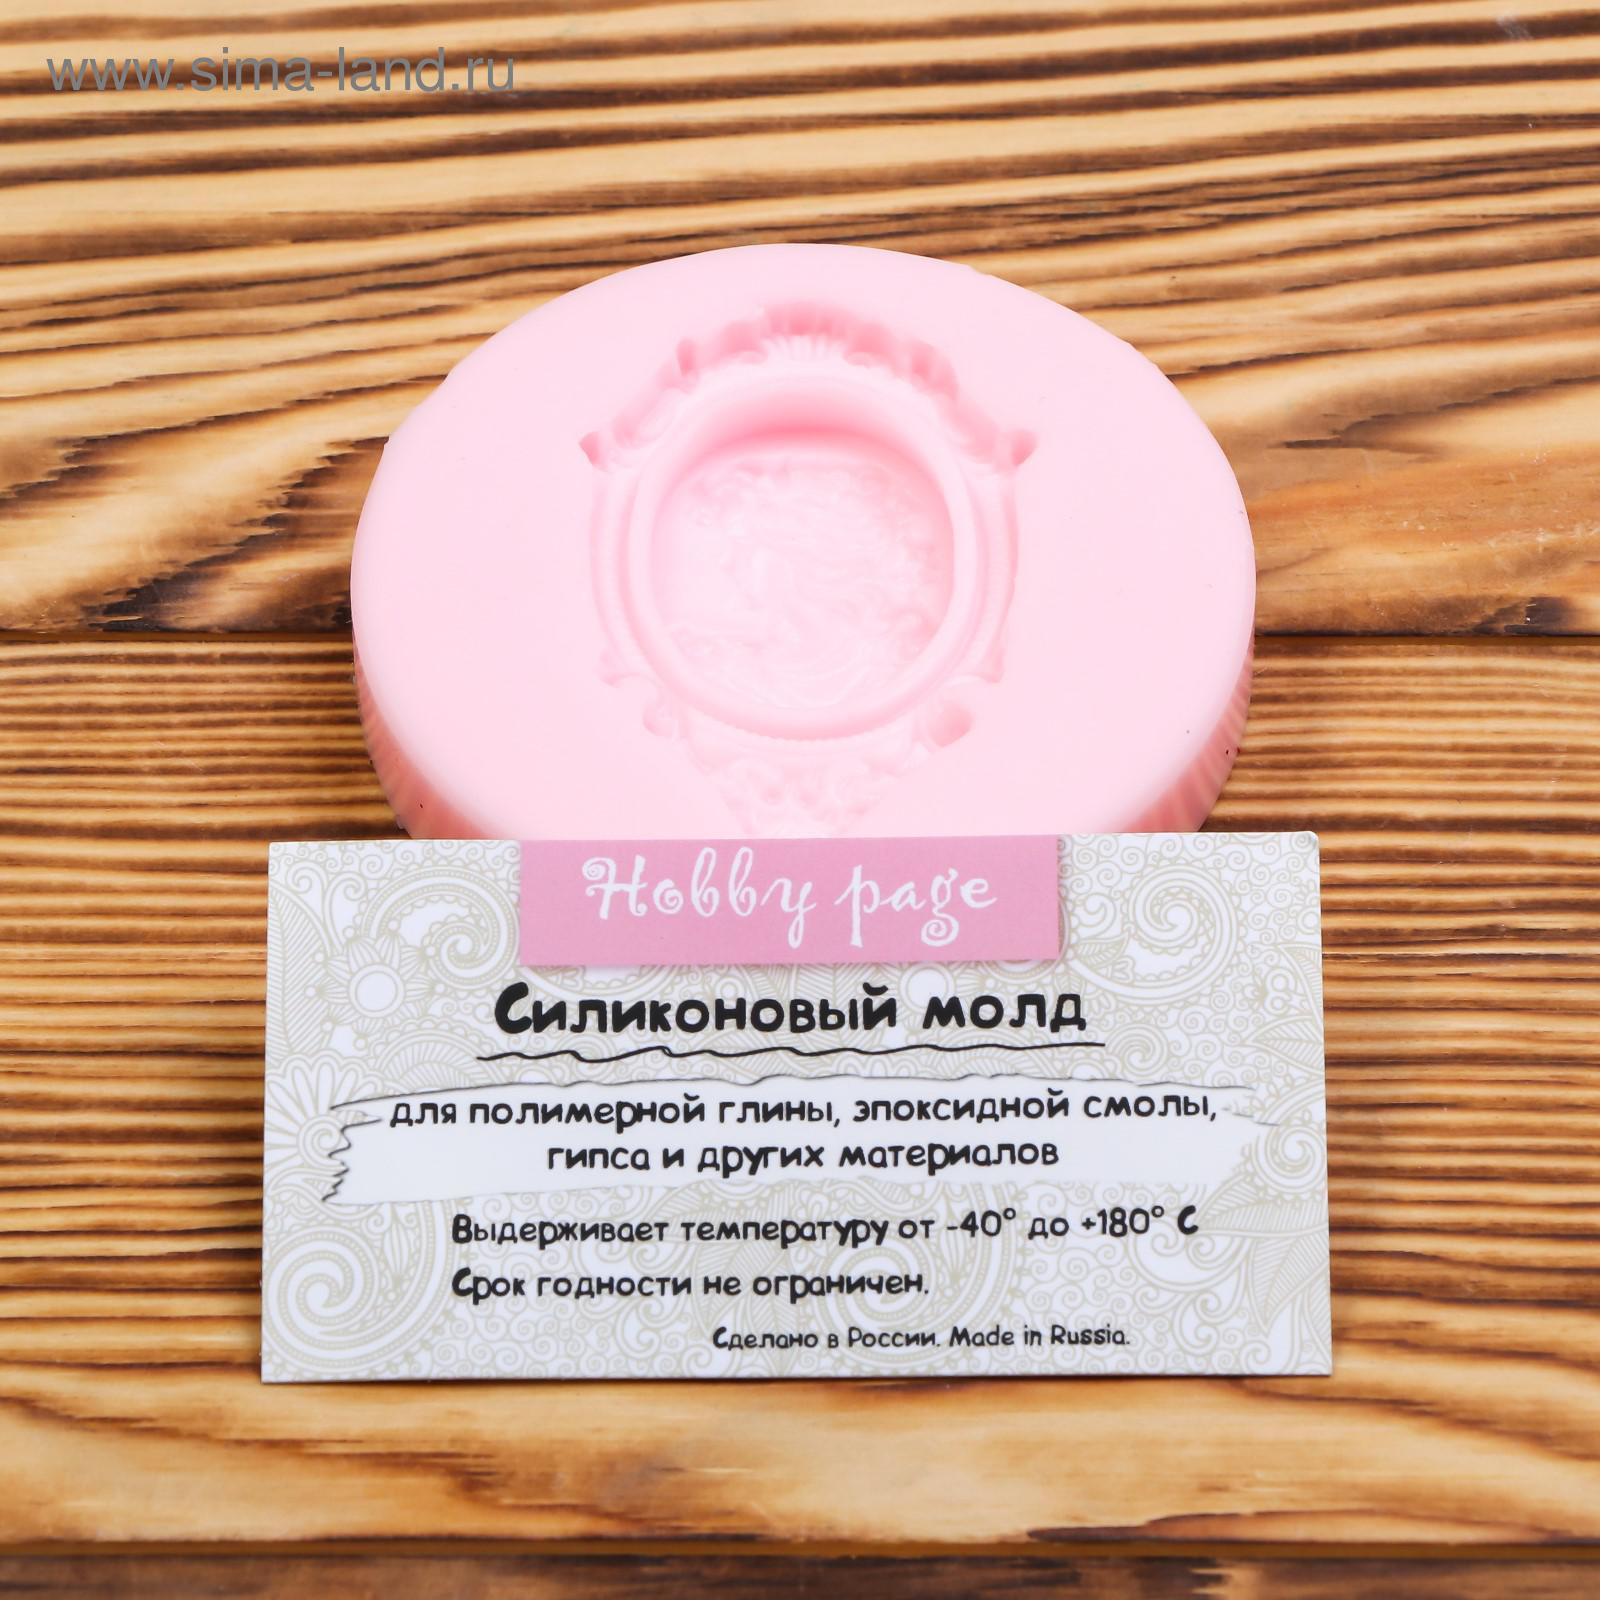 www.sima-land.ru
Hobby page
Силиконовый молд
для полимерной глины, эпоксидной смолы,
гипса и других материалов
Выдерживает температуру от -40° до +180° С
Срок годности не ограничен.
Сделано в России. Made in Russia.